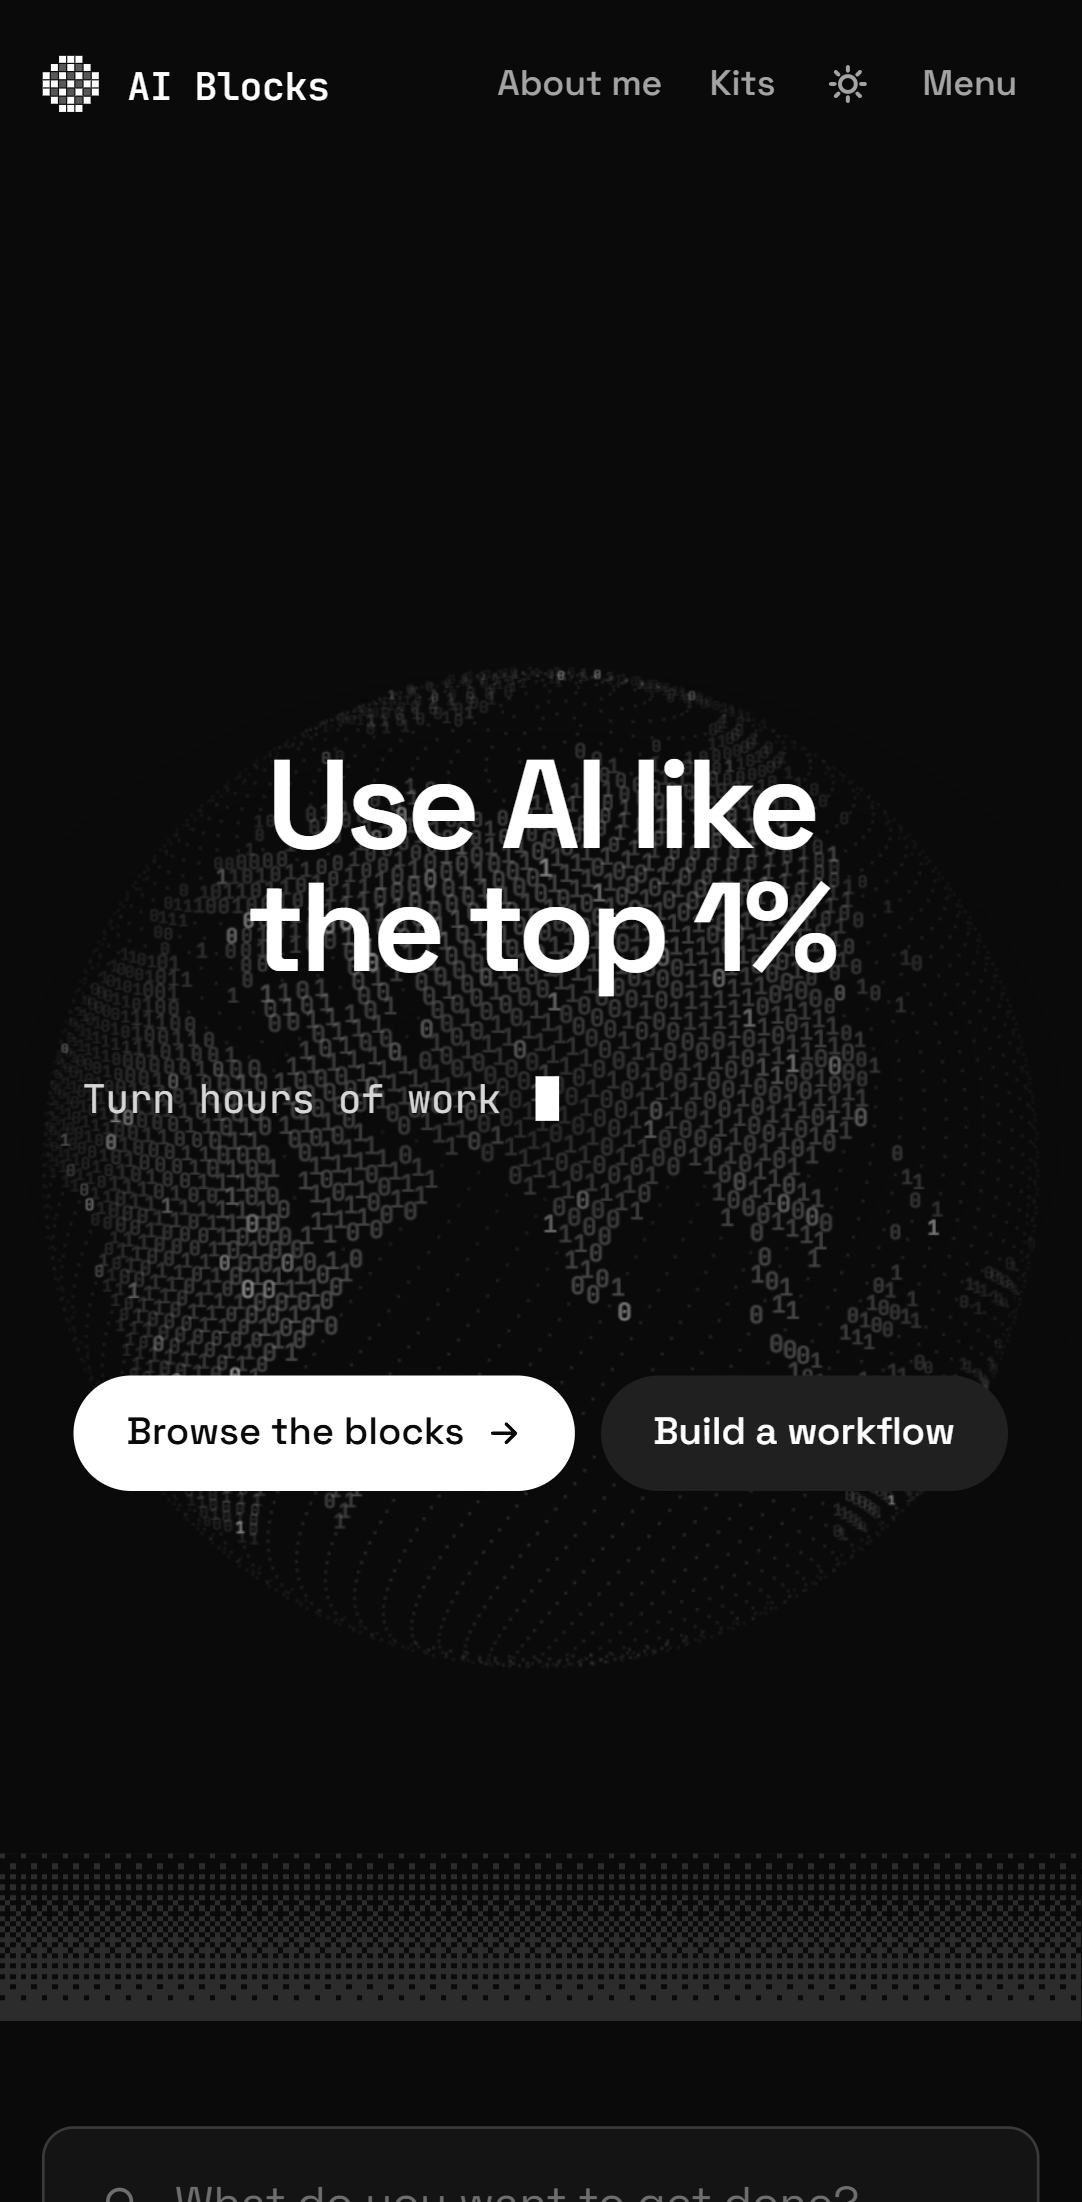 AI Blocks
About me
Kits
Menu
Use AI like
the top 1%
Turn hours of work
Browse the blocks →
Build a workflow
What do you want to get done?